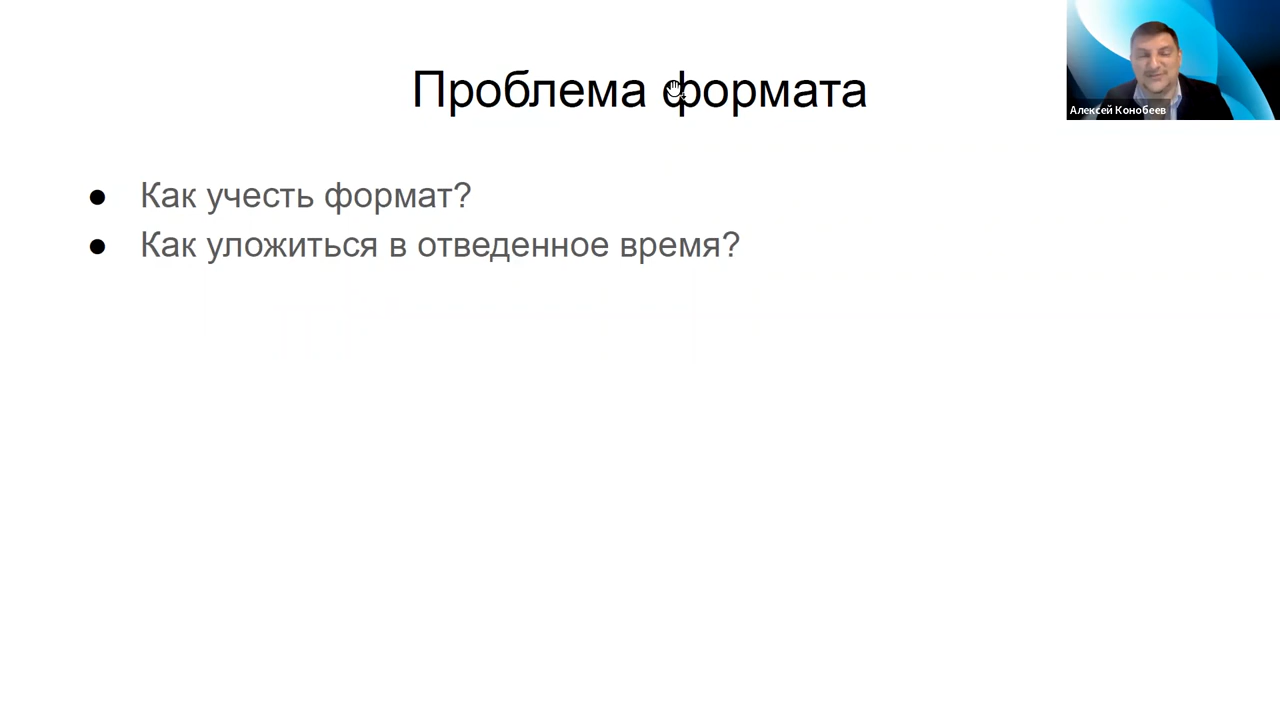 Проблема формата
Алексей Конобеев
● Как учесть формат?
● Как уложиться в отведенное время?